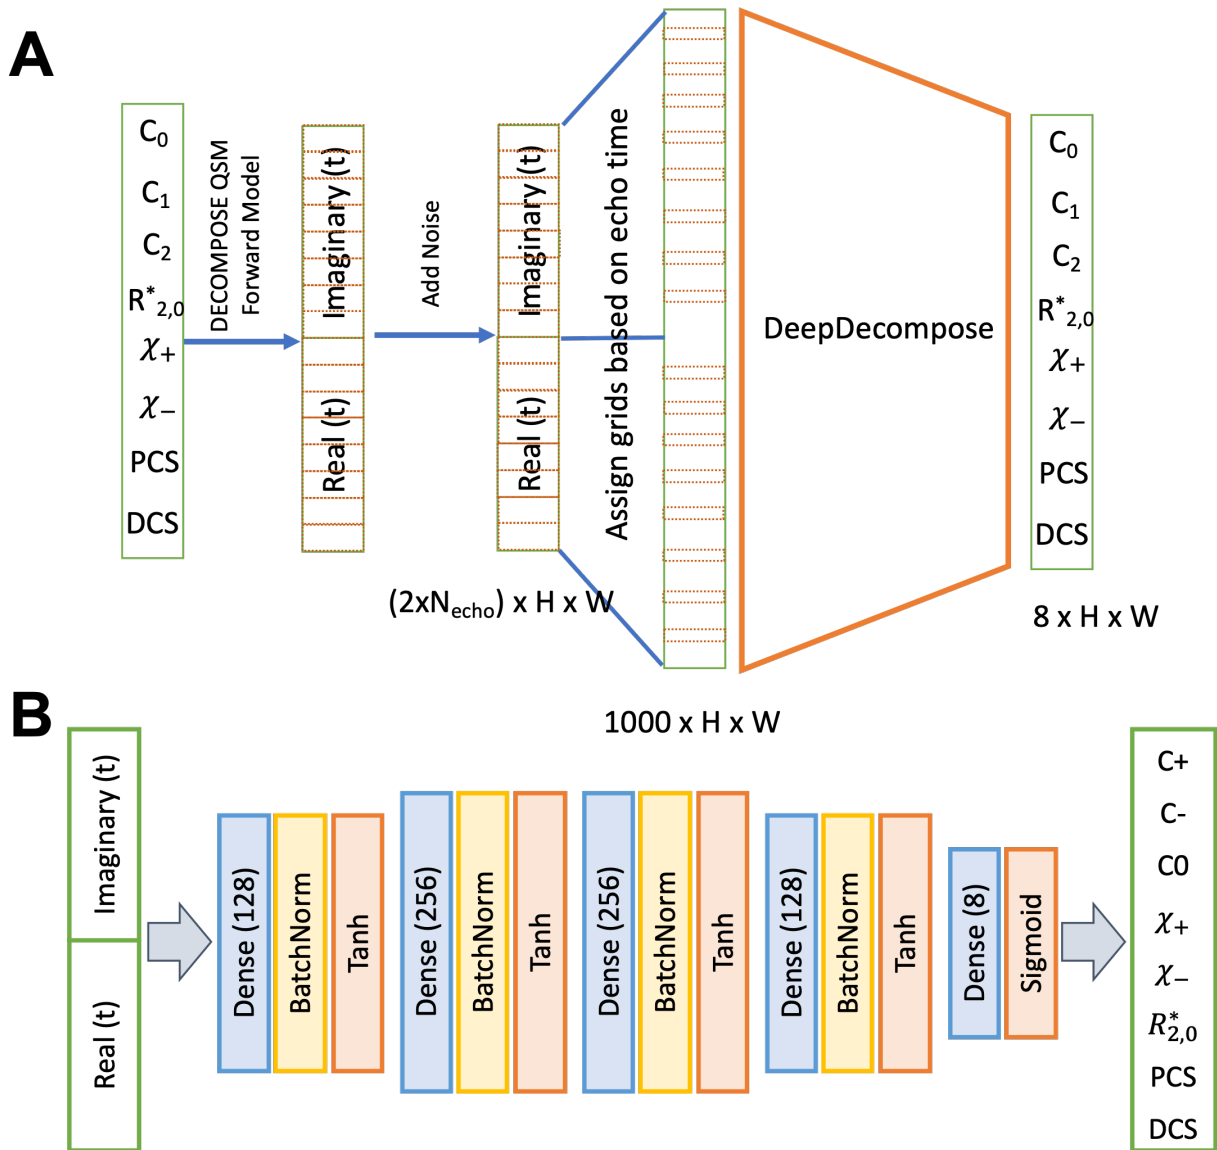 A
C₀
C₁
C₂
R*₂,₀
χ₊
χ₋
PCS
DCS
DECOMPOSE QSM
Forward Model
Imaginary (t)
Real (t)
Add Noise
Imaginary (t)
Real (t)
(2xNecho) x H x W
Assign grids based on echo time
DeepDecompose
C₀
C₁
C₂
R*₂,₀
χ₊
χ₋
PCS
DCS
8 x H x W
1000 x H x W
B
Imaginary (t)
Real (t)
Dense (128)
BatchNorm
Tanh
Dense (256)
BatchNorm
Tanh
Dense (256)
BatchNorm
Tanh
Dense (128)
BatchNorm
Tanh
Dense (8)
Sigmoid
C+
C-
C0
χ₊
χ₋
R*₂,₀
PCS
DCS